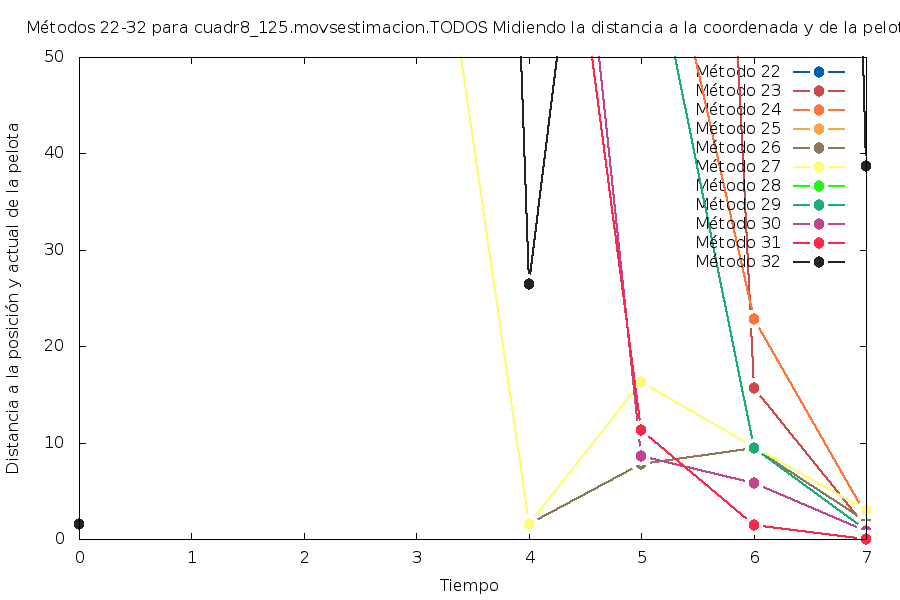 Métodos 22-32 para cuadr8_125.movsestimacion.TODOS Midiendo la distancia a la coordenada y de la pelot
Distancia a la posición y actual de la pelota
50
40
30
20
10
0
Método 22
Método 23
Método 24
Método 25
Método 26
Método 27
Método 28
Método 29
Método 30
Método 31
Método 32
0 1 2 3 4 5 6 7
Tiempo